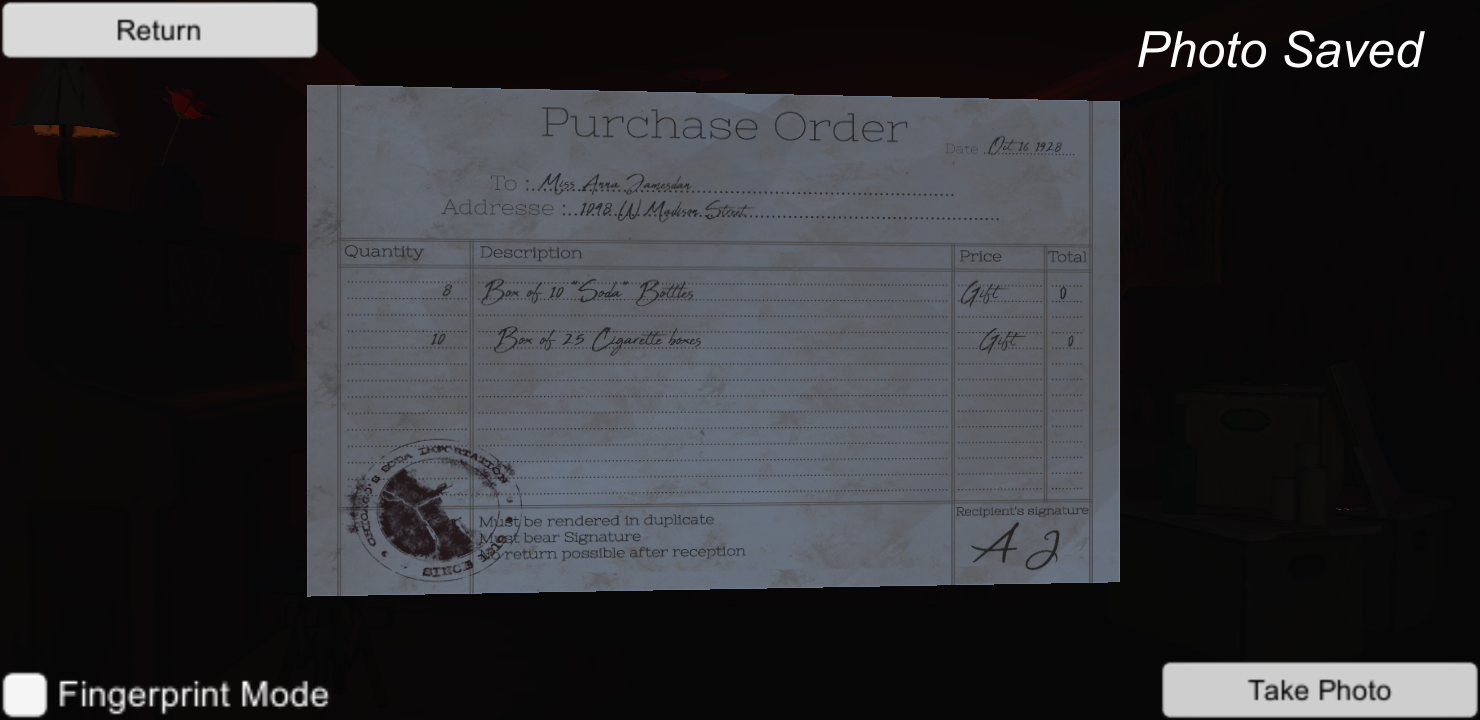 Return
Photo Saved
Purchase Order
Date : Oct 16 1928
To : Miss Anna Jamesdan
Addresse : 1098 W Madison Street
Quantity Description Price Total
8 Box of 10 "Soda" Bottles Gift 0
10 Box of 25 Cigarette boxes Gift 0
CHICAGO'S SODA IMPORTATION
SINCE
Must be rendered in duplicate
Must bear Signature
No return possible after reception
Recipient's signature
A J
Fingerprint Mode
Take Photo